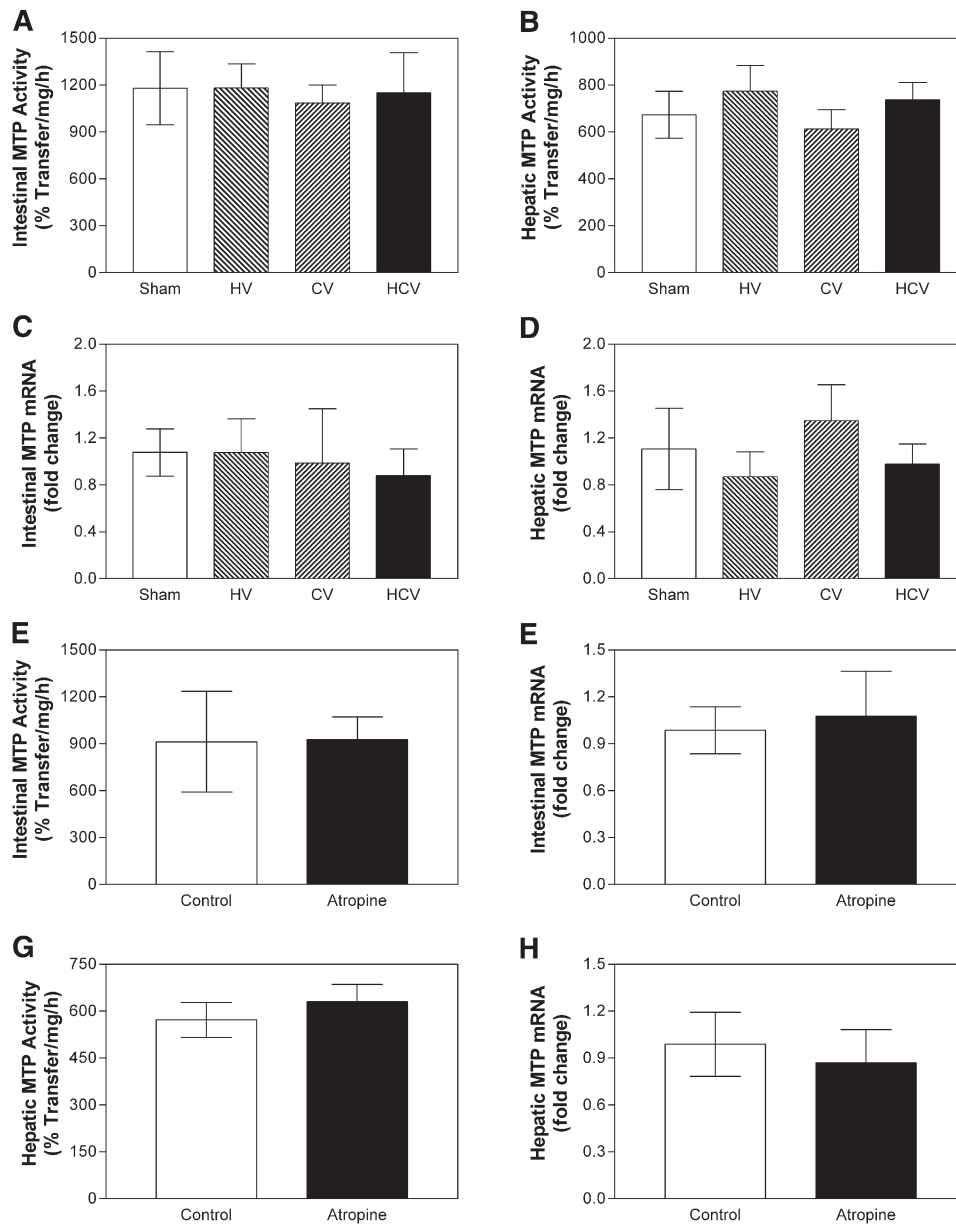 A
Intestinal MTP Activity
(% Transfer/mg/h)
1500
1200
900
600
300
0
Sham HV CV HCV
B
Hepatic MTP Activity
(% Transfer/mg/h)
1000
800
600
400
200
0
Sham HV CV HCV
C
Intestinal MTP mRNA
(fold change)
2.0
1.6
1.2
0.8
0.4
0.0
Sham HV CV HCV
D
Hepatic MTP mRNA
(fold change)
2.0
1.6
1.2
0.8
0.4
0.0
Sham HV CV HCV
E
Intestinal MTP Activity
(% Transfer/mg/h)
1500
1200
900
600
300
0
Control Atropine
E
Intestinal MTP mRNA
(fold change)
1.5
1.2
0.9
0.6
0.3
0.0
Control Atropine
G
Hepatic MTP Activity
(% Transfer/mg/h)
750
600
450
300
150
0
Control Atropine
H
Hepatic MTP mRNA
(fold change)
1.5
1.2
0.9
0.6
0.3
0.0
Control Atropine